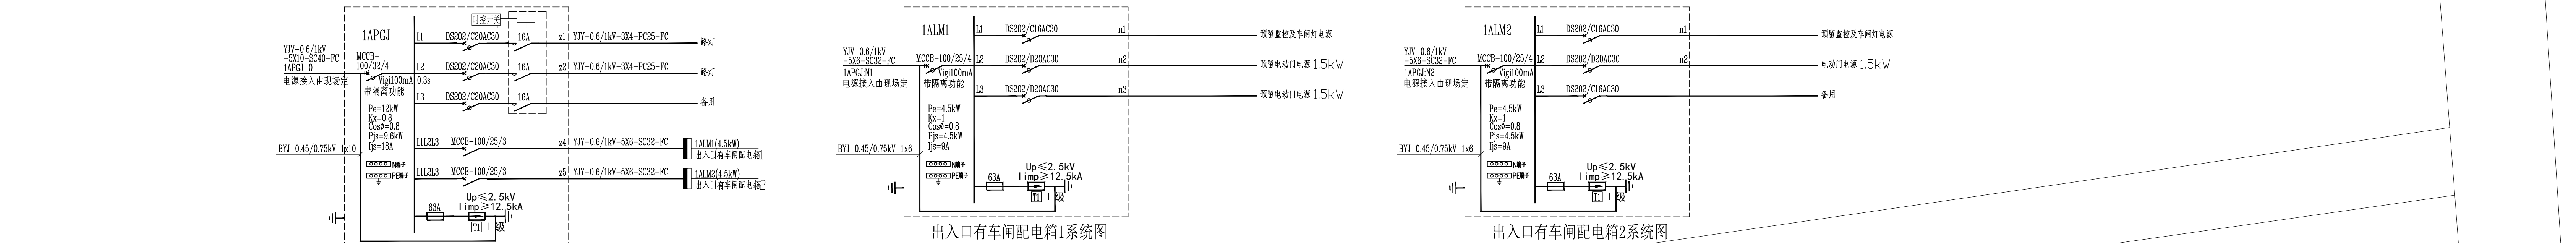 时控开关
1APGJ
YJV-0.6/1kV
-5X10-SC40-FC
1APGJ-0
电源接入由现场定
MCCB-
100/32/4
Vigi100mA 0.3s
带隔离功能
Pe=12kW
Kx=0.8
CosØ=0.8
Pjs=9.6kW
Ijs=18A
BYJ-0.45/0.75kV-1x10
N端子
PE端子
L1 DS202/C20AC30 16A z1 YJY-0.6/1kV-3X4-PC25-FC 路灯
L2 DS202/C20AC30 16A z2 YJY-0.6/1kV-3X4-PC25-FC 路灯
L3 DS202/C20AC30 16A 备用
L1L2L3 MCCB-100/25/3 z4 YJY-0.6/1kV-5X6-SC32-FC 1ALM1(4.5kW)
出入口有车闸配电箱1
L1L2L3 MCCB-100/25/3 z5 YJY-0.6/1kV-5X6-SC32-FC 1ALM2(4.5kW)
出入口有车闸配电箱2
Up≤2.5kV
63A Iimp≥12.5kA
T1 I 级
1ALM1
YJV-0.6/1kV
-5X6-SC32-FC
1APGJ:N1
电源接入由现场定
MCCB-100/25/4
Vigi100mA
带隔离功能
Pe=4.5kW
Kx=1
CosØ=0.8
Pjs=4.5kW
Ijs=9A
BYJ-0.45/0.75kV-1x6
N端子
PE端子
L1 DS202/C16AC30 n1 预留监控及车闸灯电源
L2 DS202/D20AC30 n2 预留电动门电源 1.5kW
L3 DS202/D20AC30 n3 预留电动门电源 1.5kW
Up≤2.5kV
63A Iimp≥12.5kA
T1 I 级
出入口有车闸配电箱1系统图
1ALM2
YJV-0.6/1kV
-5X6-SC32-FC
1APGJ:N2
电源接入由现场定
MCCB-100/25/4
Vigi100mA
带隔离功能
Pe=4.5kW
Kx=1
CosØ=0.8
Pjs=4.5kW
Ijs=9A
BYJ-0.45/0.75kV-1x6
N端子
PE端子
L1 DS202/C16AC30 n1 预留监控及车闸灯电源
L2 DS202/D20AC30 n2 电动门电源 1.5kW
L3 DS202/C16AC30 备用
Up≤2.5kV
63A Iimp≥12.5kA
T1 I 级
出入口有车闸配电箱2系统图